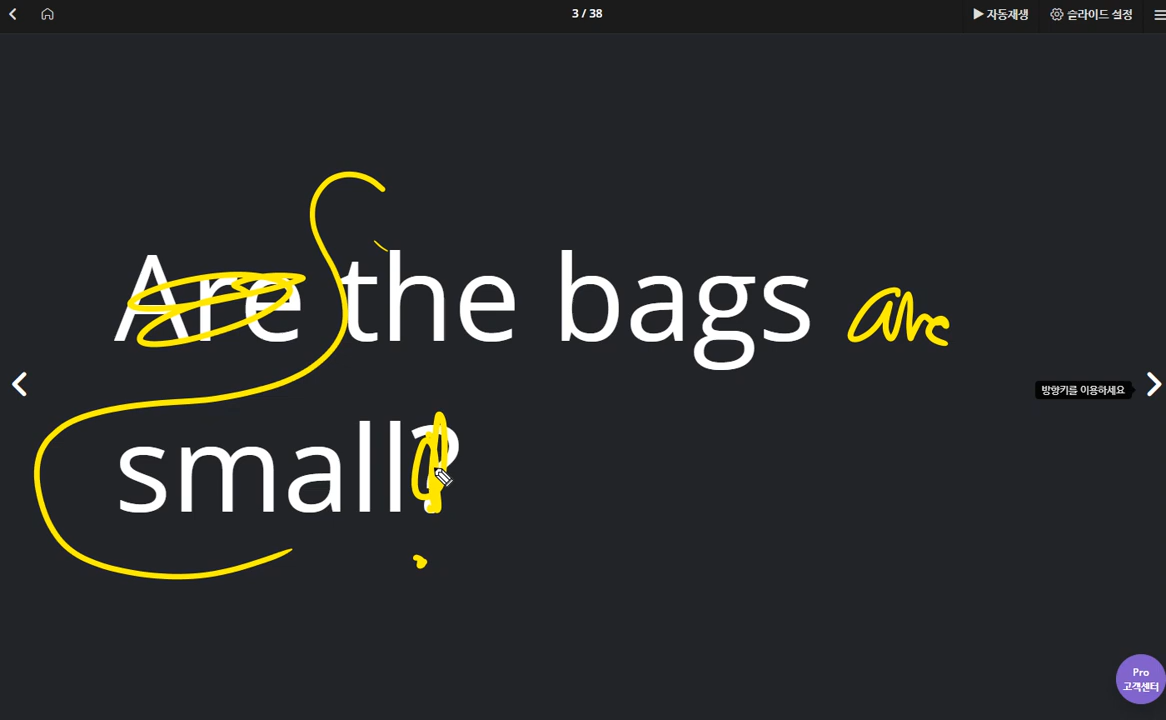 3 / 38
자동재생
슬라이드 설정
Are the bags are
small?
방향키를 이용하세요
Pro
고객센터